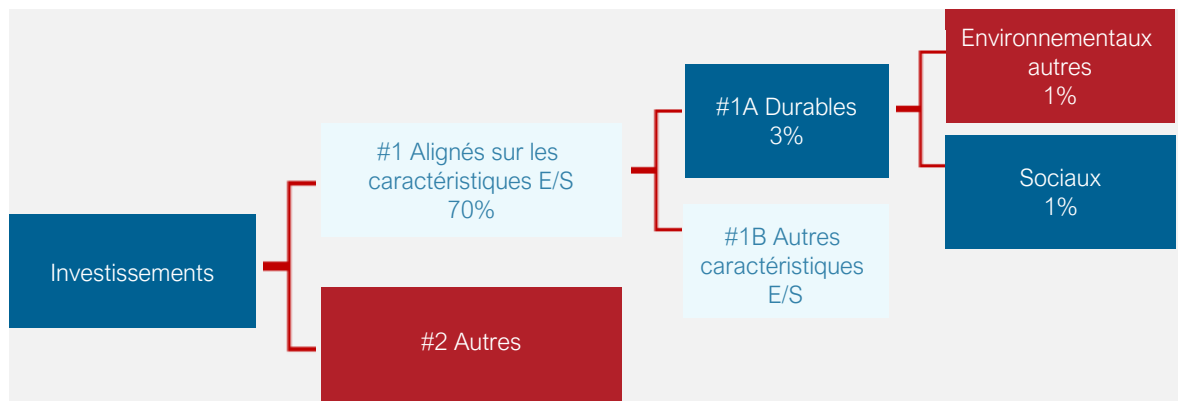 Investissements
#1 Alignés sur les
caractéristiques E/S
70%
#2 Autres
#1A Durables
3%
#1B Autres
caractéristiques
E/S
Environnementaux
autres
1%
Sociaux
1%